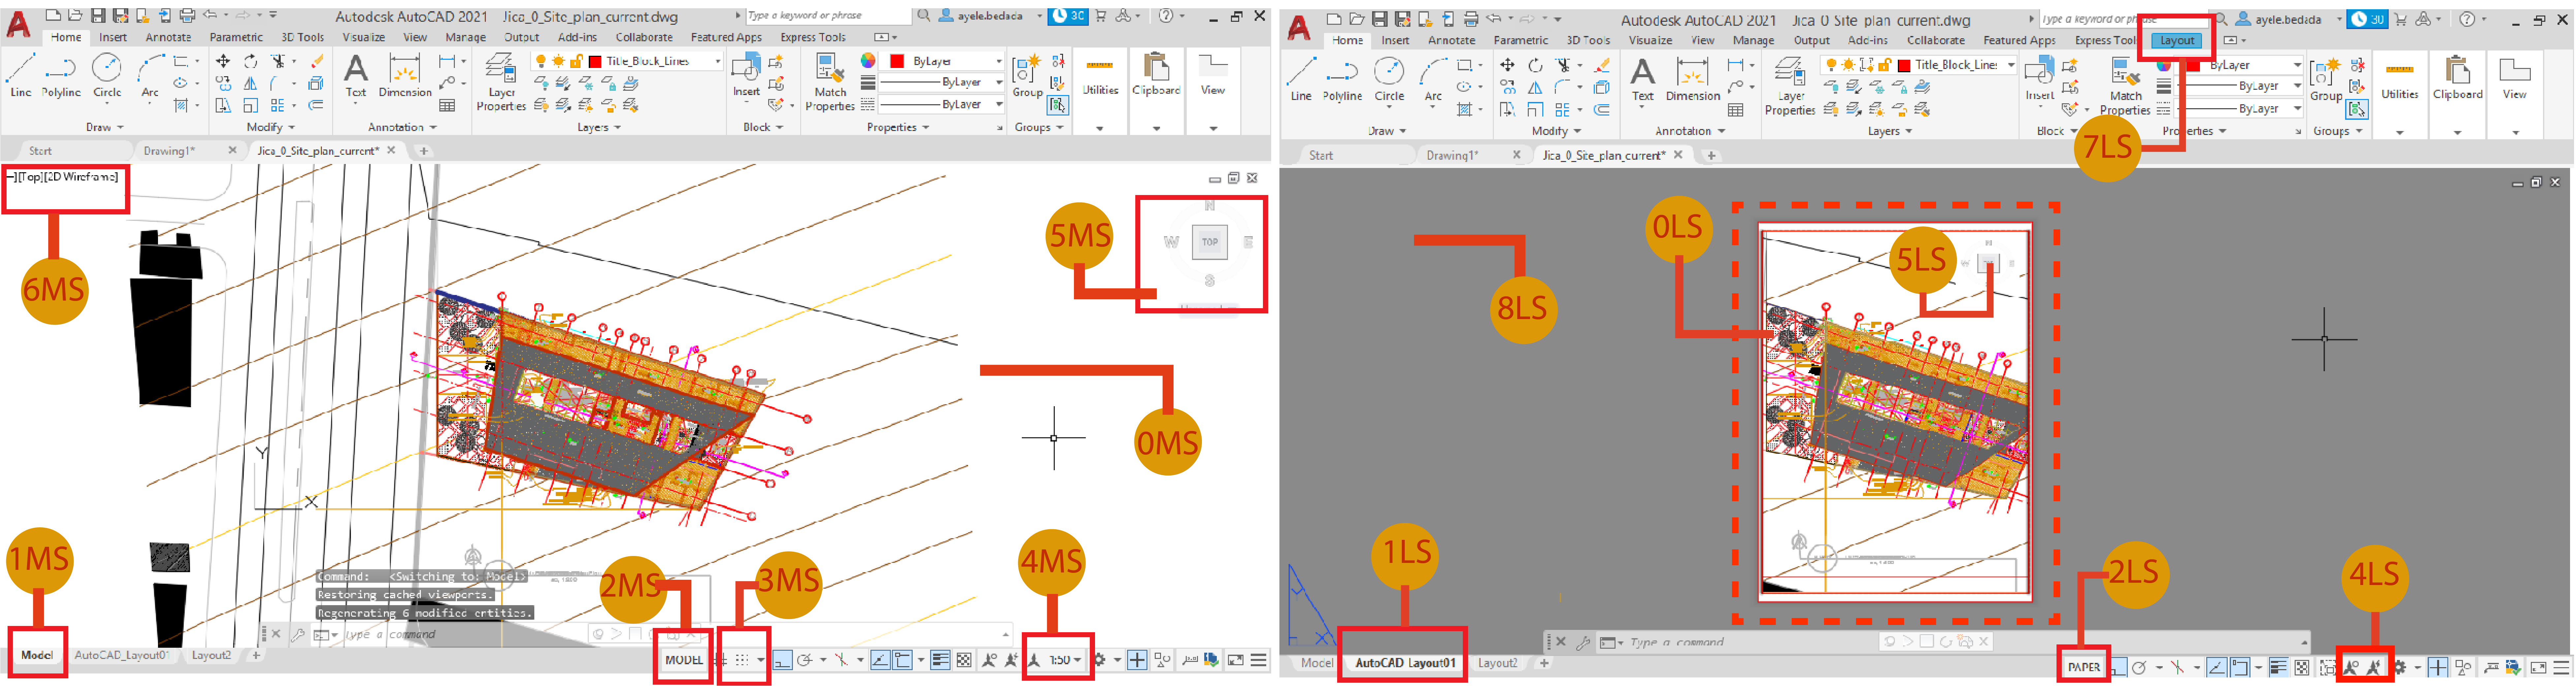 Autodesk AutoCAD 2021 Jica_0_Site_plan_current.dwg
Type a keyword or phrase
ayele.bedada
30
Home Insert Annotate Parametric 3D Tools Visualize View Manage Output Add-ins Collaborate Featured Apps Express Tools
Title_Block_Lines
ByLayer
ByLayer
ByLayer
Line Polyline Circle Arc
Text Dimension
Layer Properties
Insert
Match Properties
Group
Utilities
Clipboard
View
Draw Modify Annotation Layers Block Properties Groups
Start Drawing1* Jica_0_Site_plan_current*
][Top][2D Wireframe]
6MS
5MS
N
W TOP E
S
0MS
Y
X
1MS
2MS
3MS
4MS
Command: <Switching to: Model>
Restoring cached viewports.
Regenerating 6 modified entities.
Type a command
Model AutoCAD_Layout01 Layout2
MODEL
1:50
Autodesk AutoCAD 2021 Jica_0_Site_plan_current.dwg
Type a keyword or phrase
ayele.bedada
30
Home Insert Annotate Parametric 3D Tools Visualize View Manage Output Add-ins Collaborate Featured Apps Express Tools
Layout
Title_Block_Lines
ByLayer
ByLayer
ByLayer
Line Polyline Circle Arc
Text Dimension
Layer Properties
Insert
Match Properties
Group
Utilities
Clipboard
View
Draw Modify Annotation Layers Block Properties Groups
7LS
Start Drawing1* Jica_0_Site_plan_current*
0LS
5LS
8LS
1LS
2LS
4LS
X
Type a command
Model AutoCAD Layout01 Layout2
PAPER